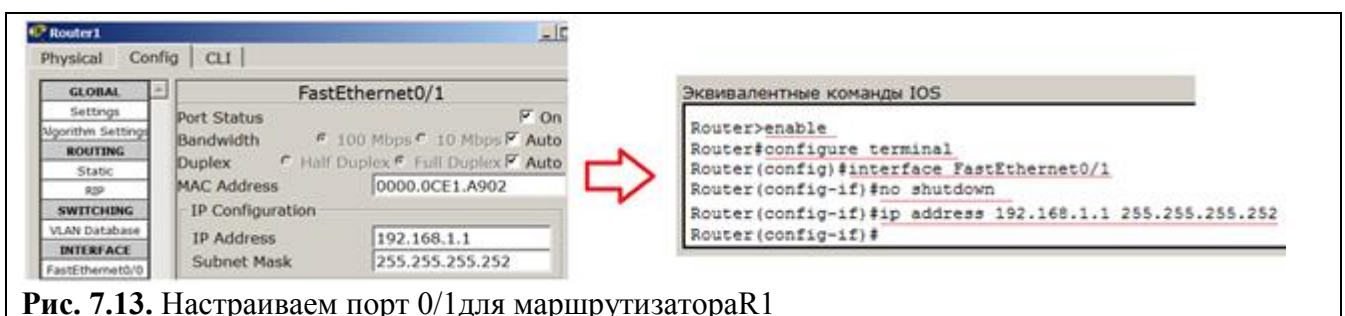 Router1
Physical Config CLI
GLOBAL
Settings
Algorithm Settings
ROUTING
Static
RIP
SWITCHING
VLAN Database
INTERFACE
FastEthernet0/0
FastEthernet0/1
Port Status On
Bandwidth 100 Mbps 10 Mbps Auto
Duplex Half Duplex Full Duplex Auto
MAC Address 0000.0CE1.A902
IP Configuration
IP Address 192.168.1.1
Subnet Mask 255.255.255.252
Эквивалентные команды IOS
Router>enable
Router#configure terminal
Router(config)#interface FastEthernet0/1
Router(config-if)#no shutdown
Router(config-if)#ip address 192.168.1.1 255.255.255.252
Router(config-if)#
Рис. 7.13. Настраиваем порт 0/1для маршрутизатораR1